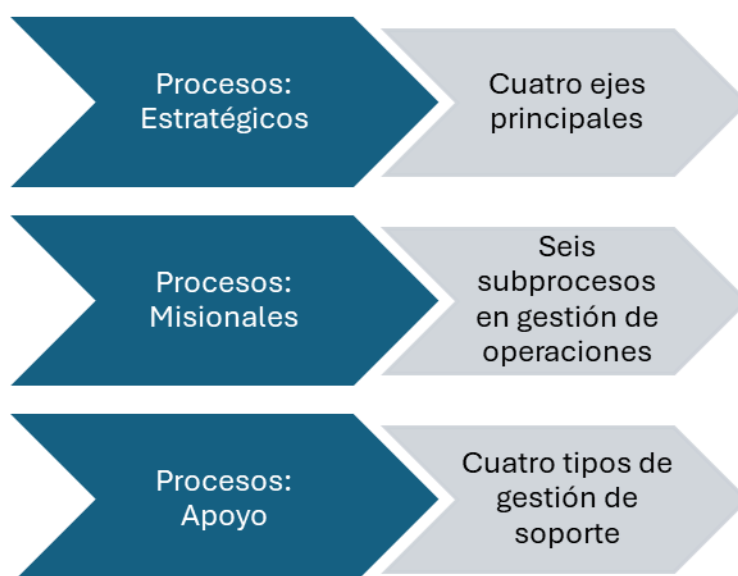 Procesos:
Estratégicos
Cuatro ejes
principales
Procesos:
Misionales
Seis
subprocesos
en gestión de
operaciones
Procesos:
Apoyo
Cuatro tipos de
gestión de
soporte